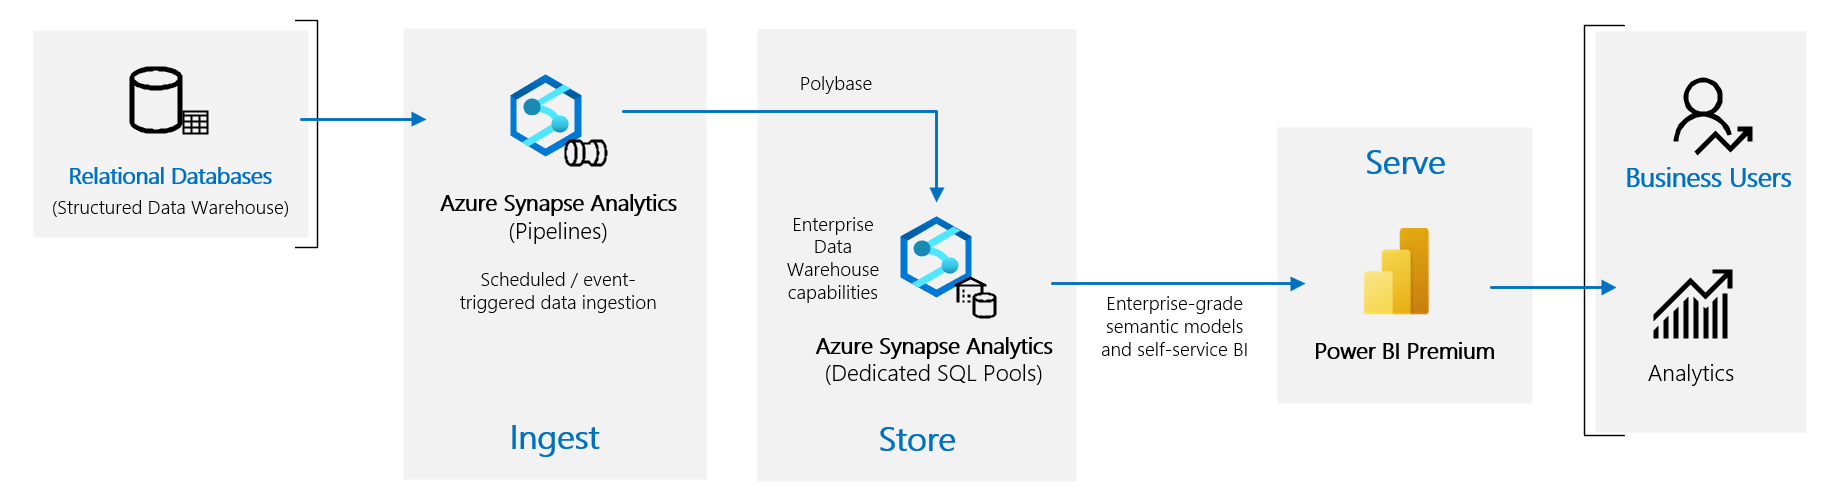 Relational Databases
(Structured Data Warehouse)
Azure Synapse Analytics
(Pipelines)
Scheduled / event-
triggered data ingestion
Ingest
Polybase
Enterprise
Data
Warehouse
capabilities
Azure Synapse Analytics
(Dedicated SQL Pools)
Store
Enterprise-grade
semantic models
and self-service BI
Serve
Power BI Premium
Business Users
Analytics